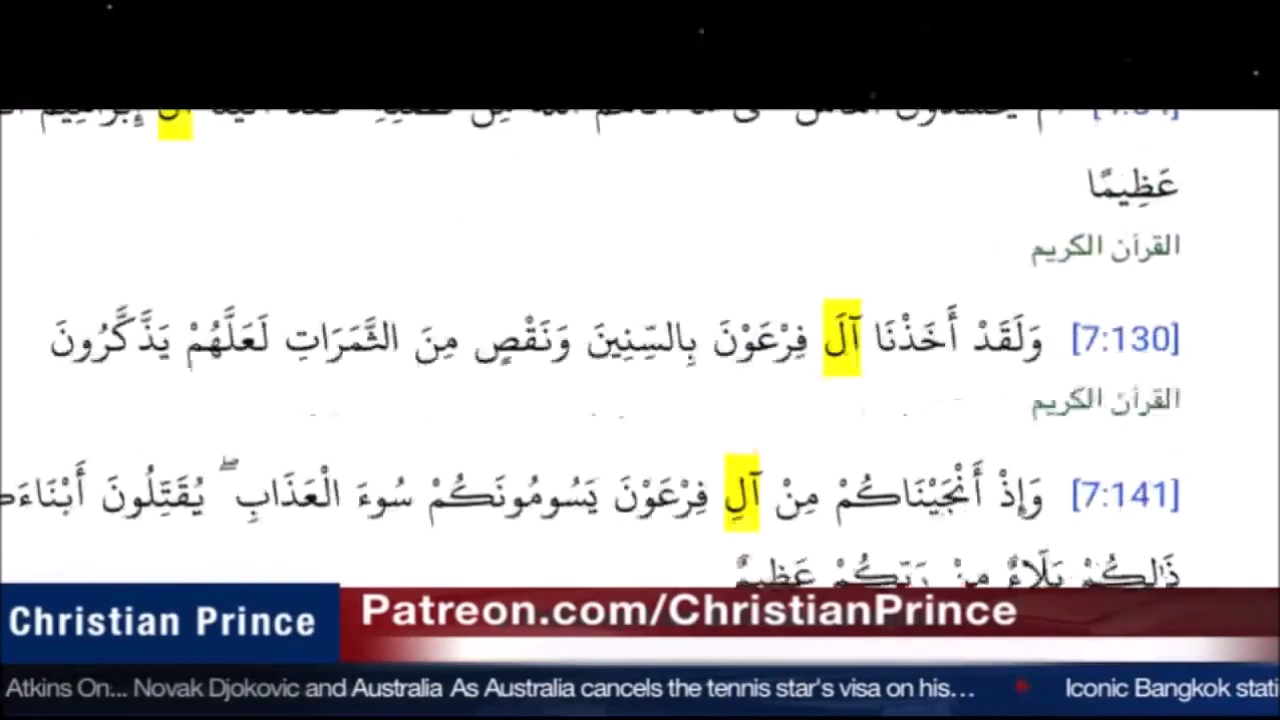 عَظِيمًا
القرآن الكريم
[7:130] وَلَقَدْ أَخَذْنَا آلَ فِرْعَوْنَ بِالسِّنِينَ وَنَقْصٍ مِنَ الثَّمَرَاتِ لَعَلَّهُمْ يَذَّكَّرُونَ
القرآن الكريم
[7:141] وَإِذْ أَنْجَيْنَاكُمْ مِنْ آلِ فِرْعَوْنَ يَسُومُونَكُمْ سُوءَ الْعَذَابِ ۖ يُقَتِّلُونَ
ذَٰلِكُمْ بَلَاءٌ مِنْ رَبِّكُمْ عَظِيمٌ
Christian Prince
Patreon.com/ChristianPrince
Atkins On... Novak Djokovic and Australia As Australia cancels the tennis star's visa on his... Iconic Bangkok